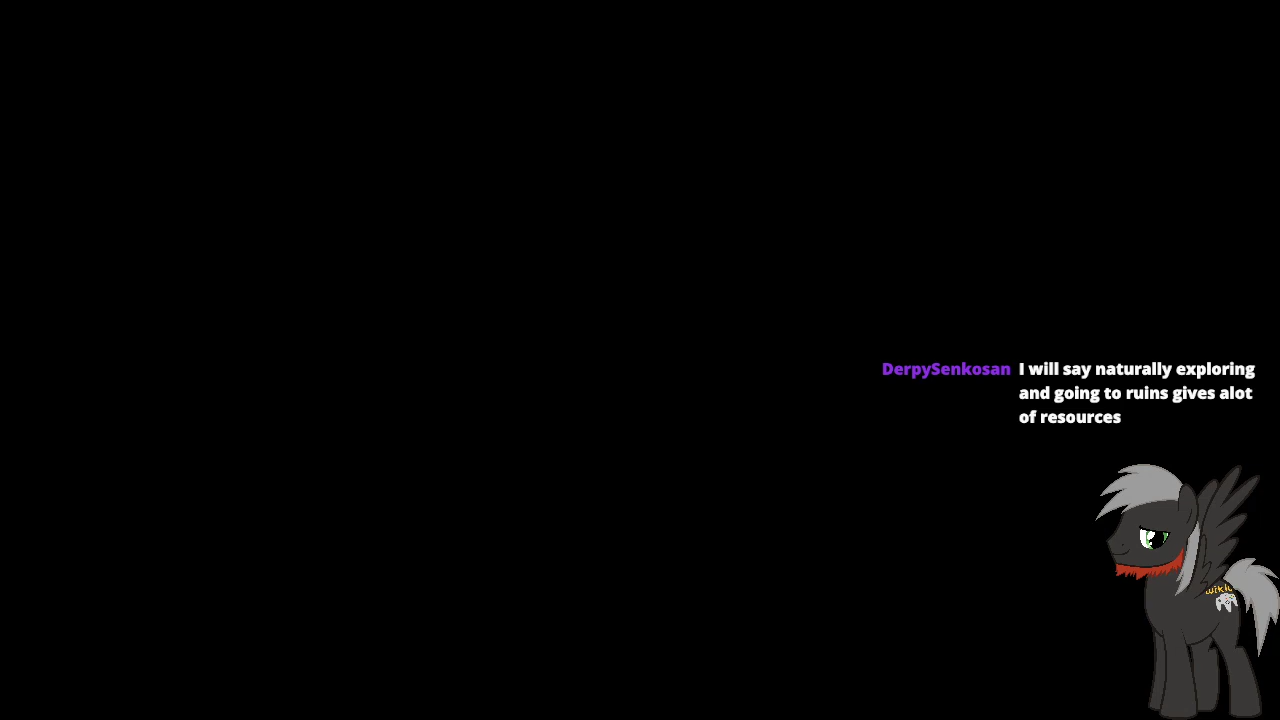 DerpySenkosan I will say naturally exploring
and going to ruins gives alot
of resources